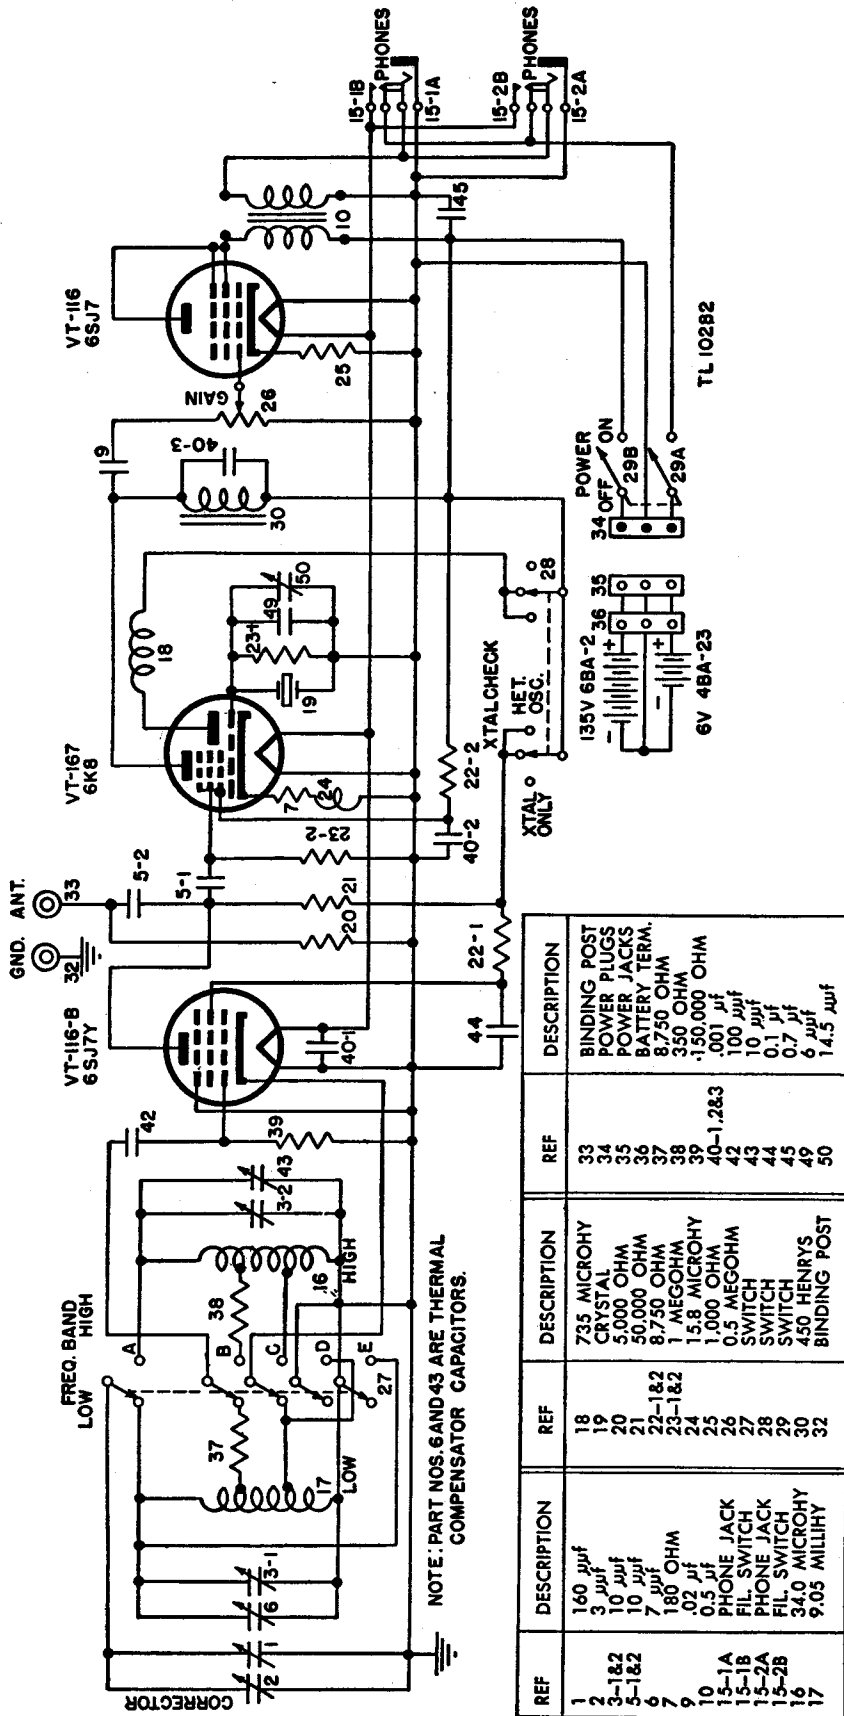 GND. ANT.
32
33
VT-116-B
6SJ7Y
VT-167
6K8
VT-116
6SJ7
FREQ. BAND
LOW HIGH
CORRECTOR
2
1
6
3-1
17
LOW
37
A
B
C
D
E
27
38
16
HIGH
3-2
43
42
39
40-1
44
22-1
20
21
5-2
5-1
23-2
40-2
22-2
7
24
18
19
23-1
49
50
30
40-3
9
GAIN
26
25
10
45
15-1B
PHONES
15-1A
15-2B
PHONES
15-2A
XTAL CHECK
XTAL ONLY
HET. OSC.
28
135V 6BA-2
- +
36
35
34
POWER
OFF ON
29B
29A
- +
6V 4BA-23
TL 10282
NOTE: PART NOS. 6 AND 43 ARE THERMAL
COMPENSATOR CAPACITORS.
REF DESCRIPTION REF DESCRIPTION REF DESCRIPTION
1 160 µµf 18 735 MICROHY 33 BINDING POST
2 3 µµf 19 CRYSTAL 34 POWER PLUGS
3-1&2 10 µµf 20 5,000 OHM 35 POWER JACKS
5-1&2 10 µµf 21 50,000 OHM 36 BATTERY TERM.
6 7 µµf 22-1&2 8,750 OHM 37 8,750 OHM
7 180 OHM 23-1&2 1 MEGOHM 38 350 OHM
9 .02 µf 24 15.8 MICROHY 39 150,000 OHM
10 0.5 µf 25 1,000 OHM 40-1,2&3 .001 µf
15-1A PHONE JACK 26 0.5 MEGOHM 42 100 µµf
15-1B FIL. SWITCH 27 SWITCH 43 10 µµf
15-2A PHONE JACK 28 SWITCH 44 0.1 µf
15-2B FIL. SWITCH 29 SWITCH 45 0.7 µf
16 34.0 MICROHY 30 450 HENRYS 49 6 µµf
17 9.05 MILLIHY 32 BINDING POST 50 14.5 µµf